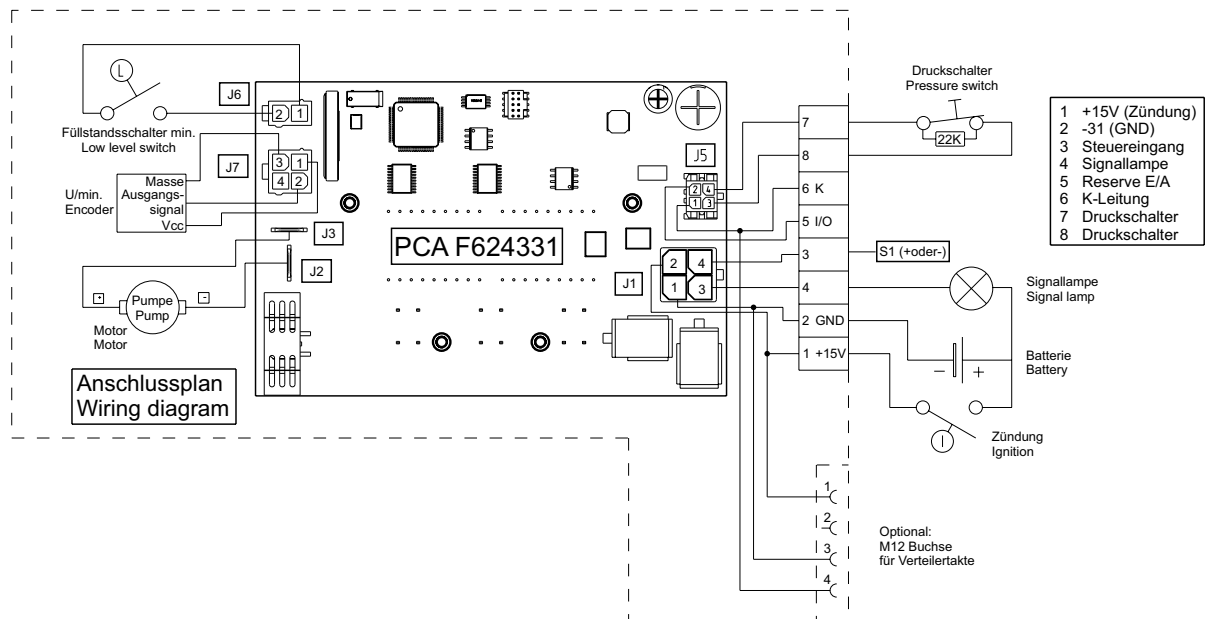 L
J6
2 1
Füllstandsschalter min.
Low level switch
J7
3 1
4 2
U/min.
Encoder
Masse
Ausgangs-
signal
Vcc
J3
J2
+
-
Pumpe
Pump
Motor
Motor
Anschlussplan
Wiring diagram
PCA F624331
J5
2 4
1 3
J1
2 4
1 3
7
8
6 K
5 I/O
3
4
2 GND
1 +15V
Druckschalter
Pressure switch
22K
S1 (+oder-)
Signallampe
Signal lamp
- +
Batterie
Battery
I
Zündung
Ignition
1 +15V (Zündung)
2 -31 (GND)
3 Steuereingang
4 Signallampe
5 Reserve E/A
6 K-Leitung
7 Druckschalter
8 Druckschalter
1
2
3
4
Optional:
M12 Buchse
für Verteilertakte